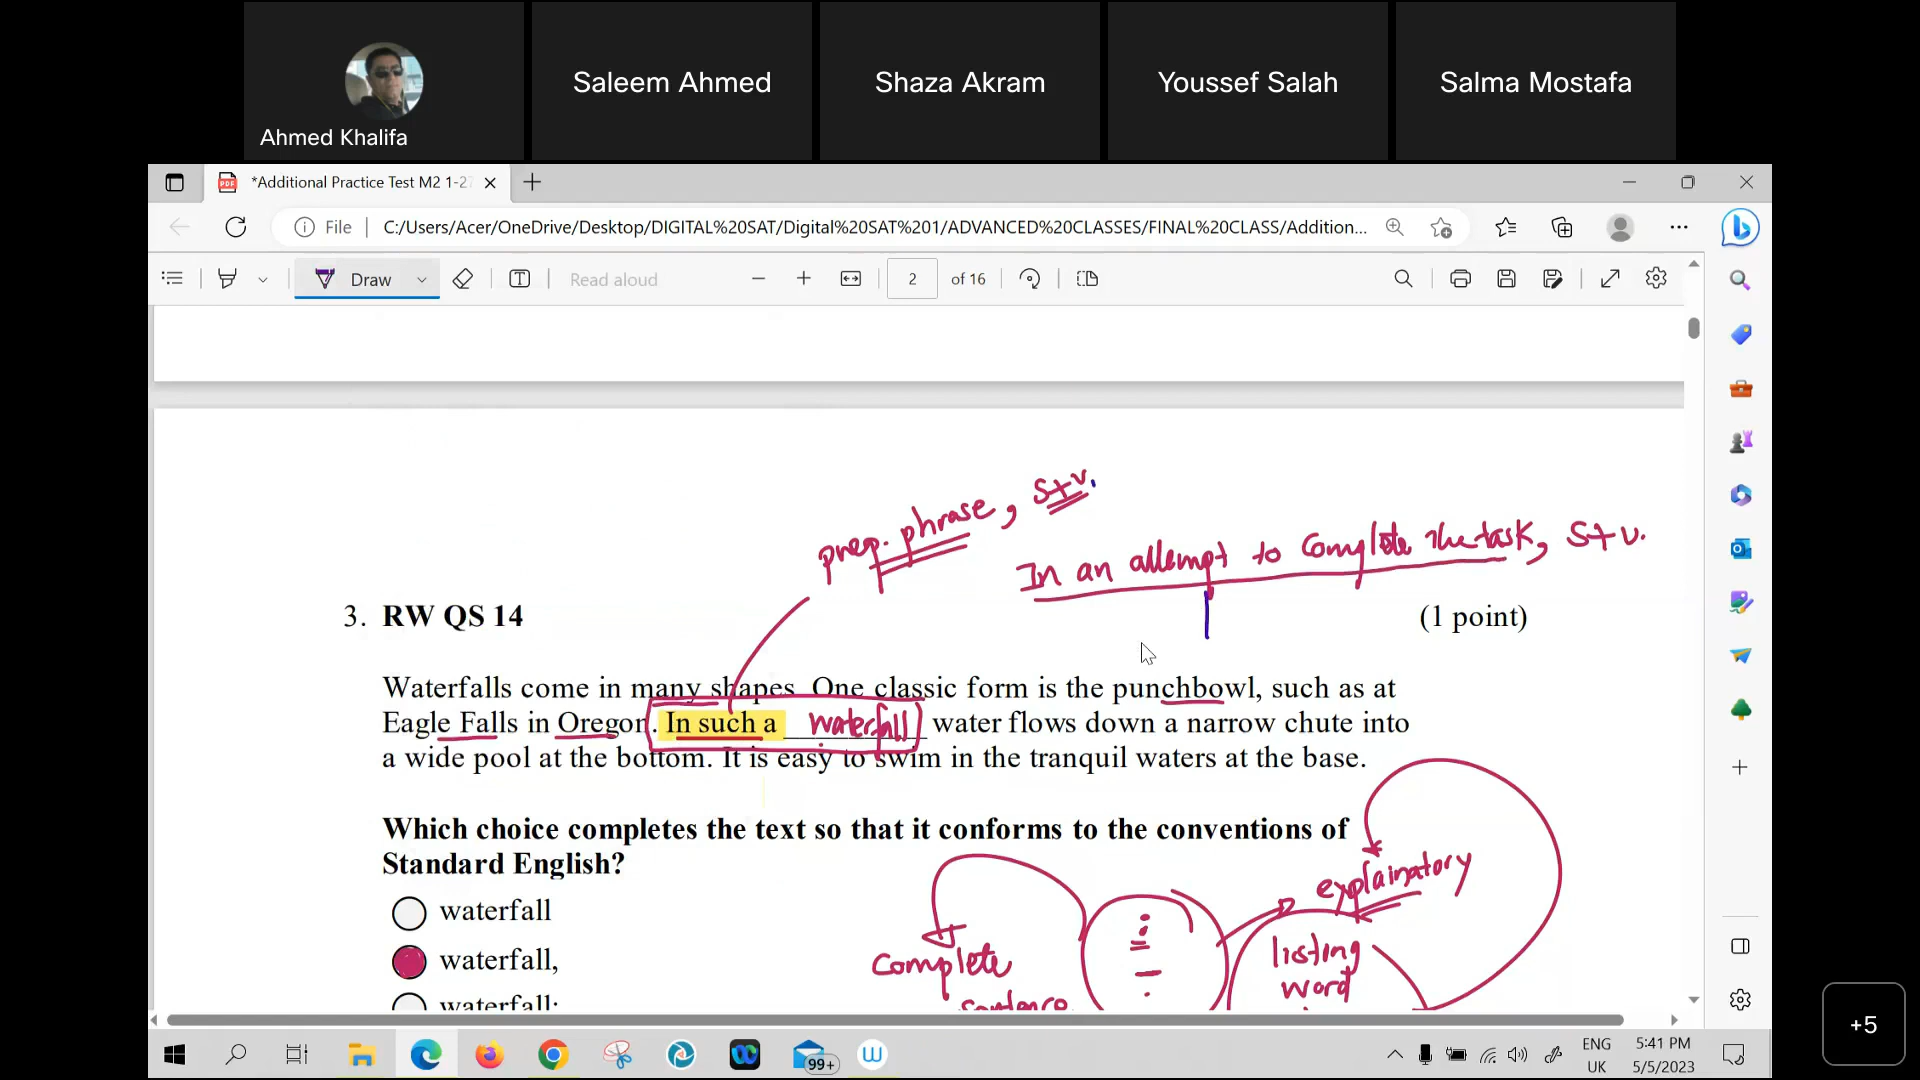 Saleem Ahmed
Shaza Akram
Youssef Salah
Salma Mostafa
Ahmed Khalifa
*Additional Practice Test M2 1-27
File
C:/Users/Acer/OneDrive/Desktop/DIGITAL%20SAT/Digital%20SAT%201/ADVANCED%20CLASSES/FINAL%20CLASS/Addition...
Draw
Read aloud
2 of 16
prep. phrase, S+V.
In an attempt to complete the task, S+V.
3. RW QS 14 (1 point)
Waterfalls come in many shapes. One classic form is the punchbowl, such as at
Eagle Falls in Oregon. In such a waterfall water flows down a narrow chute into
a wide pool at the bottom. It is easy to swim in the tranquil waters at the base.
Which choice completes the text so that it conforms to the conventions of
Standard English?
explainatory
waterfall
listing
complete
waterfall,
word
sentence
waterfall;
+5
99+
ENG
UK
5:41 PM
5/5/2023